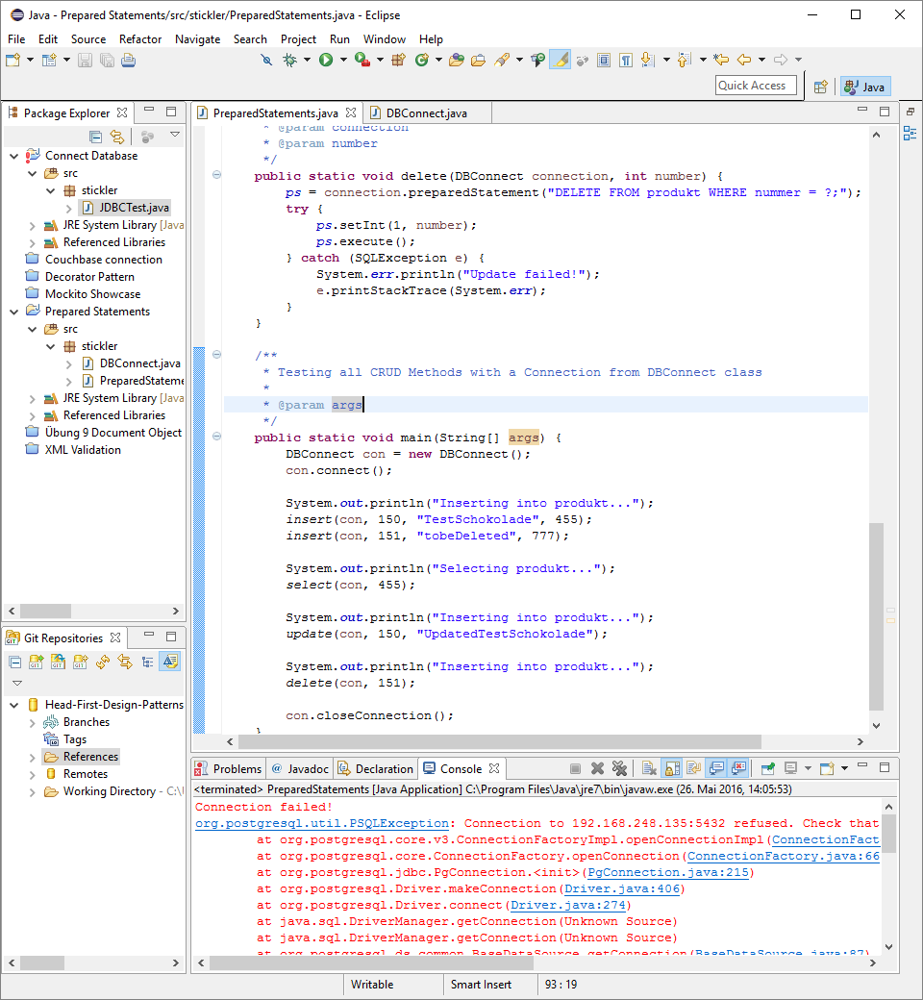 Java - Prepared Statements/src/stickler/PreparedStatements.java - Eclipse
File Edit Source Refactor Navigate Search Project Run Window Help
Quick Access
Java
Package Explorer
Connect Database
src
stickler
JDBCTest.java
JRE System Library [Java
Referenced Libraries
Couchbase connection
Decorator Pattern
Mockito Showcase
Prepared Statements
src
stickler
DBConnect.java
PreparedStateme
JRE System Library [Java
Referenced Libraries
Übung 9 Document Object
XML Validation
Git Repositories
Head-First-Design-Patterns
Branches
Tags
References
Remotes
Working Directory - C:\U
PreparedStatements.java DBConnect.java
* @param connection
* @param number
*/
public static void delete(DBConnect connection, int number) {
ps = connection.preparedStatement("DELETE FROM produkt WHERE nummer = ?;");
try {
ps.setInt(1, number);
ps.execute();
} catch (SQLException e) {
System.err.println("Update failed!");
e.printStackTrace(System.err);
}
}
/**
* Testing all CRUD Methods with a Connection from DBConnect class
*
* @param args
*/
public static void main(String[] args) {
DBConnect con = new DBConnect();
con.connect();
System.out.println("Inserting into produkt...");
insert(con, 150, "TestSchokolade", 455);
insert(con, 151, "tobeDeleted", 777);
System.out.println("Selecting produkt...");
select(con, 455);
System.out.println("Inserting into produkt...");
update(con, 150, "UpdatedTestSchokolade");
System.out.println("Inserting into produkt...");
delete(con, 151);
con.closeConnection();
}
Problems @ Javadoc Declaration Console
<terminated> PreparedStatements [Java Application] C:\Program Files\Java\jre7\bin\javaw.exe (26. Mai 2016, 14:05:53)
Connection failed!
org.postgresql.util.PSQLException: Connection to 192.168.248.135:5432 refused. Check that
at org.postgresql.core.v3.ConnectionFactoryImpl.openConnectionImpl(ConnectionFact
at org.postgresql.core.ConnectionFactory.openConnection(ConnectionFactory.java:66
at org.postgresql.jdbc.PgConnection.<init>(PgConnection.java:215)
at org.postgresql.Driver.makeConnection(Driver.java:406)
at org.postgresql.Driver.connect(Driver.java:274)
at java.sql.DriverManager.getConnection(Unknown Source)
at java.sql.DriverManager.getConnection(Unknown Source)
at org.postgresql.ds.common.BaseDataSource.getConnection(BaseDataSource.java:87)
Writable Smart Insert 93 : 19